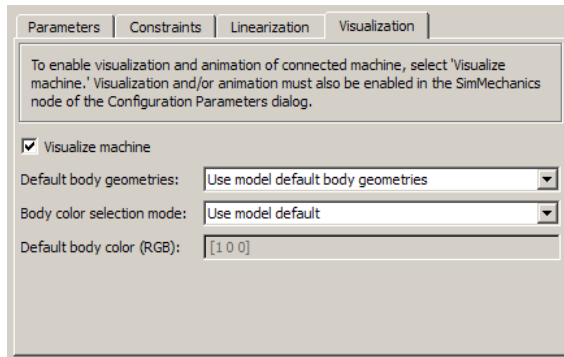 Parameters Constraints Linearization Visualization
To enable visualization and animation of connected machine, select 'Visualize
machine.' Visualization and/or animation must also be enabled in the SimMechanics
node of the Configuration Parameters dialog.
Visualize machine
Default body geometries: Use model default body geometries
Body color selection mode: Use model default
Default body color (RGB): [1 0 0]